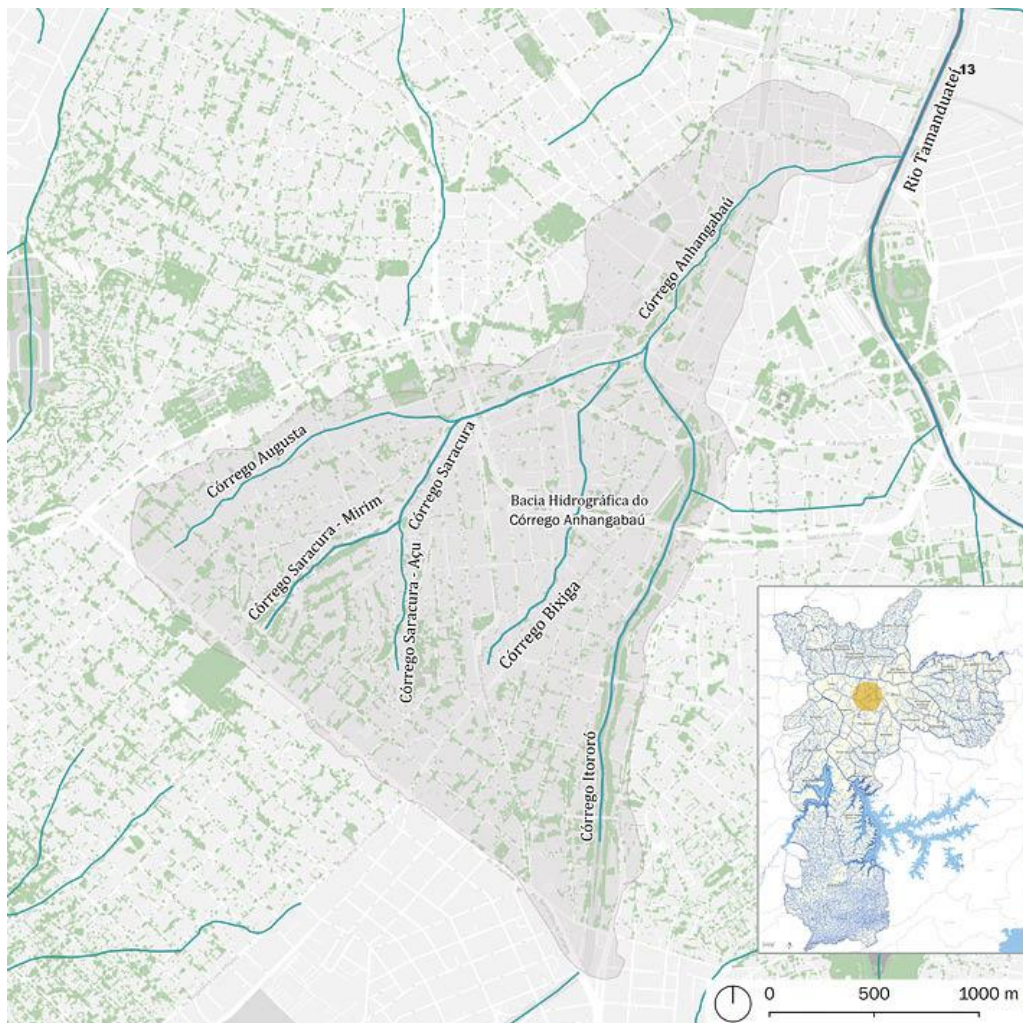 13
Rio Tamanduateí
Córrego Anhangabaú
Córrego Augusta
Córrego Saracura
Córrego Saracura - Mirim
Córrego Saracura - Açu
Bacia Hidrográfica do
Córrego Anhangabaú
Córrego Bixiga
Córrego Itororó
0 500 1000 m